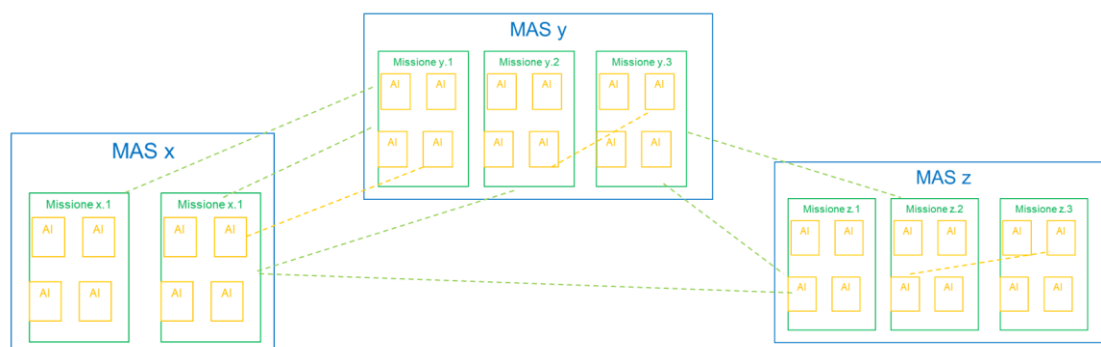 MAS x
Missione x.1
AI AI
AI AI
Missione x.1
AI AI
AI AI
MAS y
Missione y.1
AI AI
AI AI
Missione y.2
AI AI
AI AI
Missione y.3
AI AI
AI AI
MAS z
Missione z.1
AI AI
AI AI
Missione z.2
AI AI
AI AI
Missione z.3
AI AI
AI AI